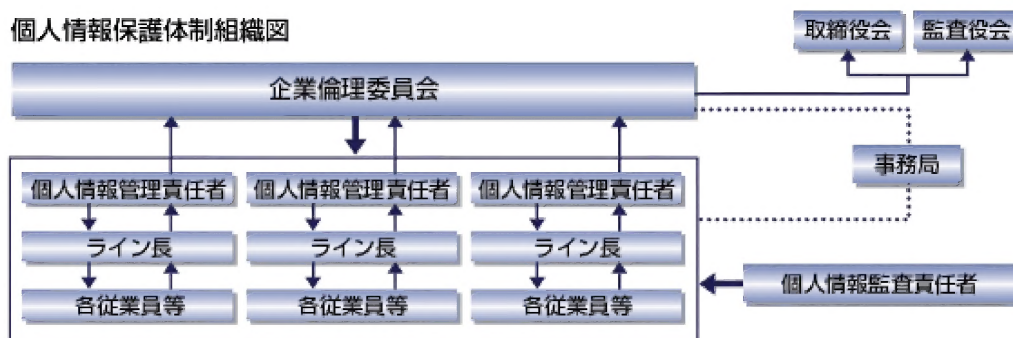 個人情報保護体制組織図
取締役会 監査役会
企業倫理委員会
事務局
個人情報管理責任者 個人情報管理責任者 個人情報管理責任者
ライン長 ライン長 ライン長
個人情報監査責任者
各従業員等 各従業員等 各従業員等